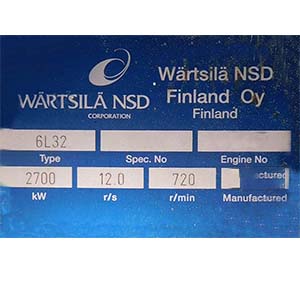 WÄRTSILÄ NSD
CORPORATION
Wärtsilä NSD
Finland Oy
Finland
6L32
Type Spec. No Engine No
2700 12.0 720
kW r/s r/min Manufactured